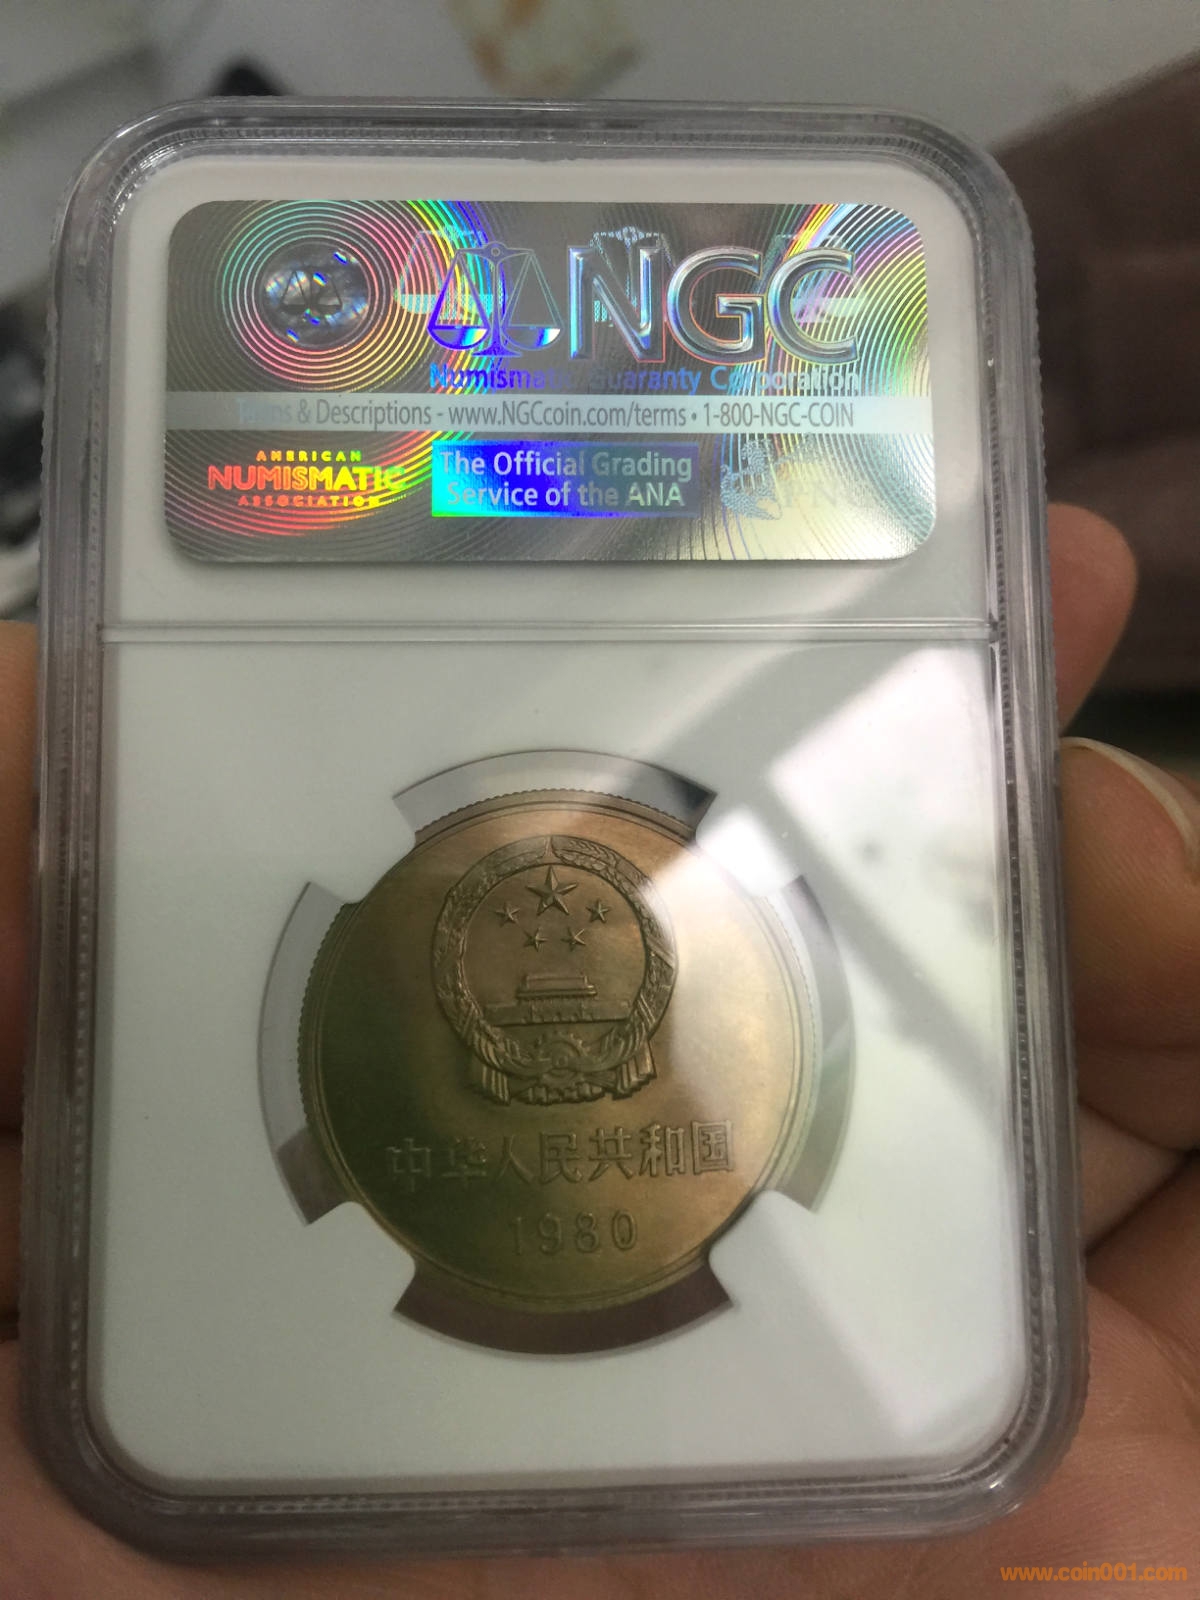 NGC
Numismatic Guaranty Corporation
Terms & Descriptions - www.NGCcoin.com/terms • 1-800-NGC-COIN
AMERICAN
NUMISMATIC
ASSOCIATION
The Official Grading
Service of the ANA
中华人民共和国
1980
www.coin001.com